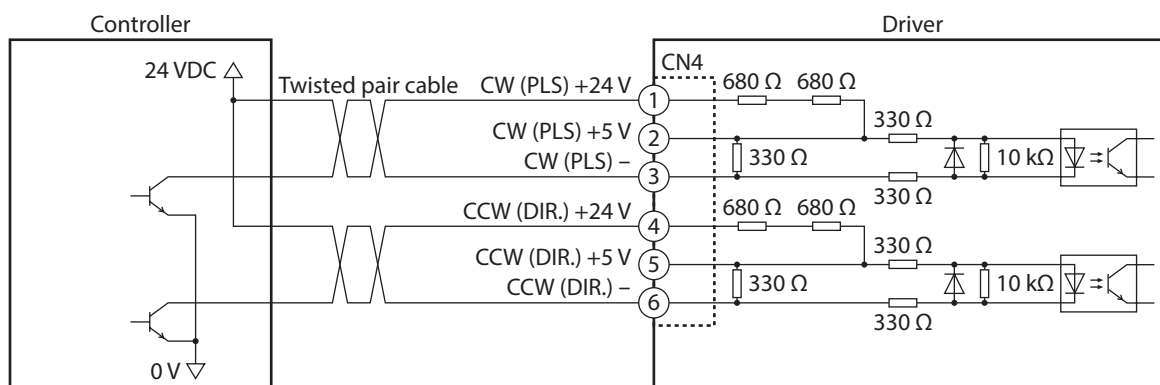 Controller
Driver
24 VDC
Twisted pair cable
CW (PLS) +24 V
CN4
1
680 Ω
680 Ω
CW (PLS) +5 V
2
330 Ω
CW (PLS) –
3
330 Ω
10 kΩ
330 Ω
CCW (DIR.) +24 V
4
680 Ω
680 Ω
CCW (DIR.) +5 V
5
330 Ω
CCW (DIR.) –
6
330 Ω
10 kΩ
330 Ω
0 V